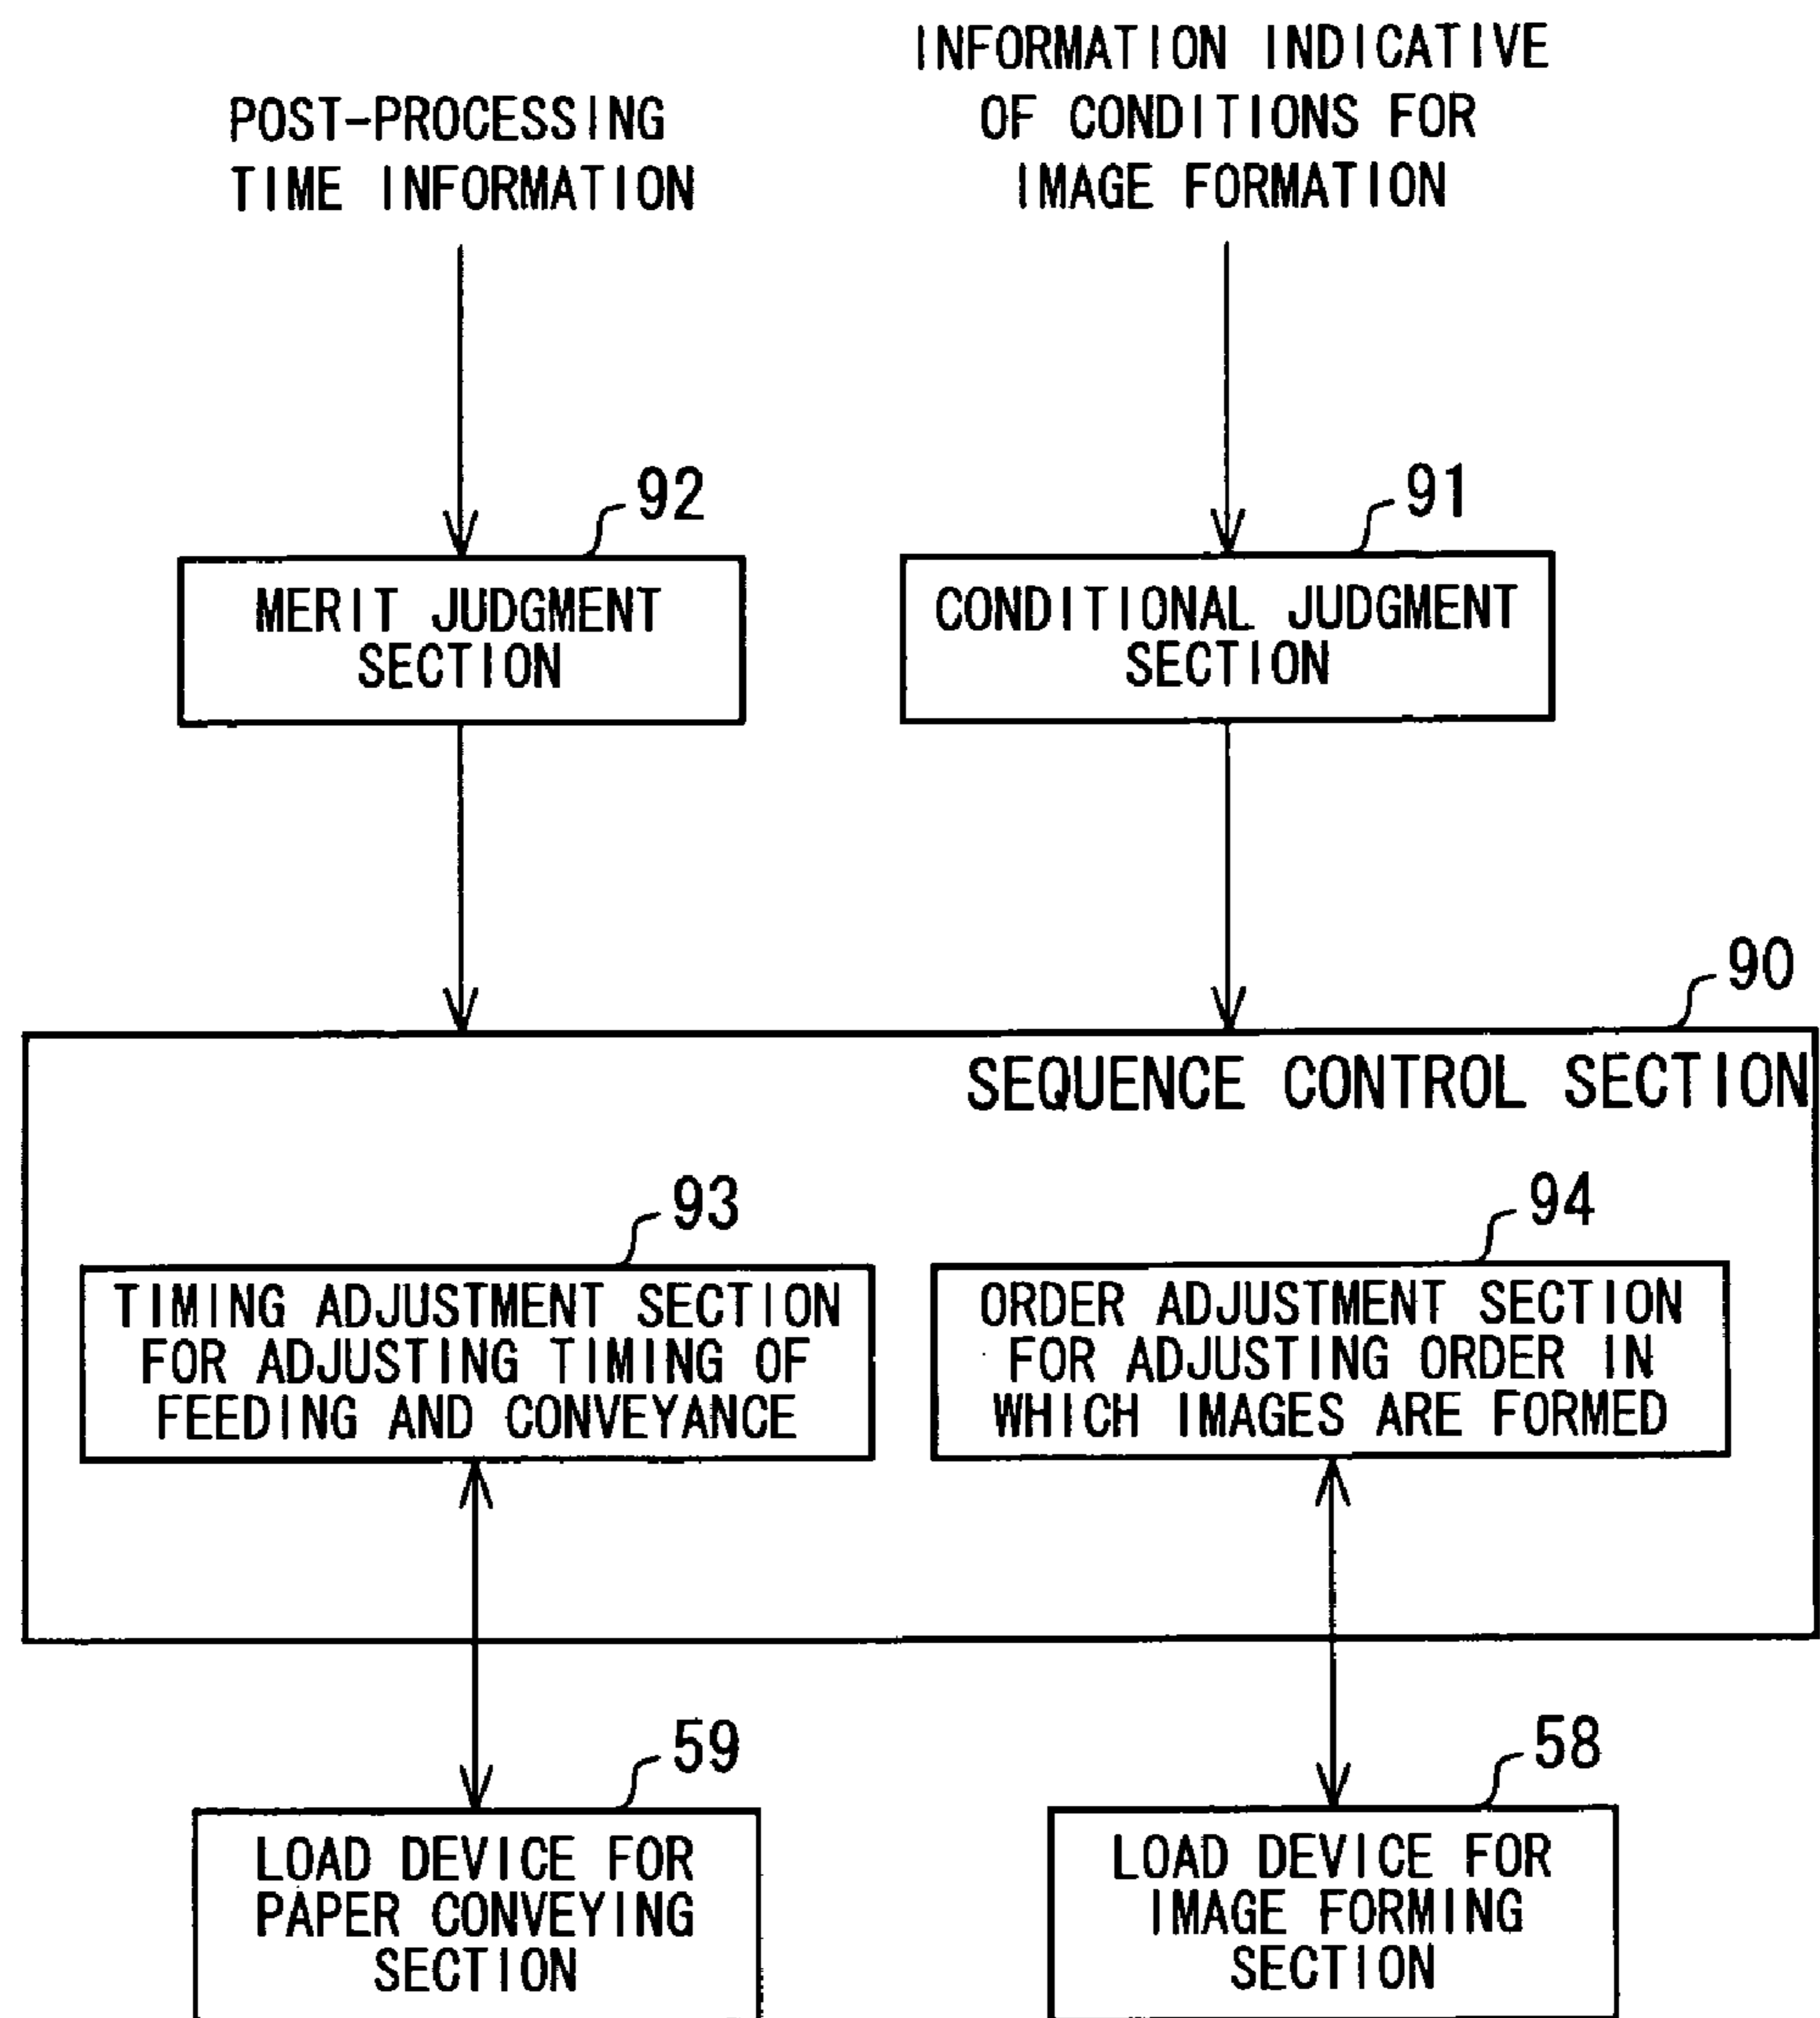 POST-PROCESSING
TIME INFORMATION
INFORMATION INDICATIVE
OF CONDITIONS FOR
IMAGE FORMATION
92
MERIT JUDGMENT
SECTION
91
CONDITIONAL JUDGMENT
SECTION
90
SEQUENCE CONTROL SECTION
93
TIMING ADJUSTMENT SECTION
FOR ADJUSTING TIMING OF
FEEDING AND CONVEYANCE
94
ORDER ADJUSTMENT SECTION
FOR ADJUSTING ORDER IN
WHICH IMAGES ARE FORMED
59
LOAD DEVICE FOR
PAPER CONVEYING
SECTION
58
LOAD DEVICE FOR
IMAGE FORMING
SECTION